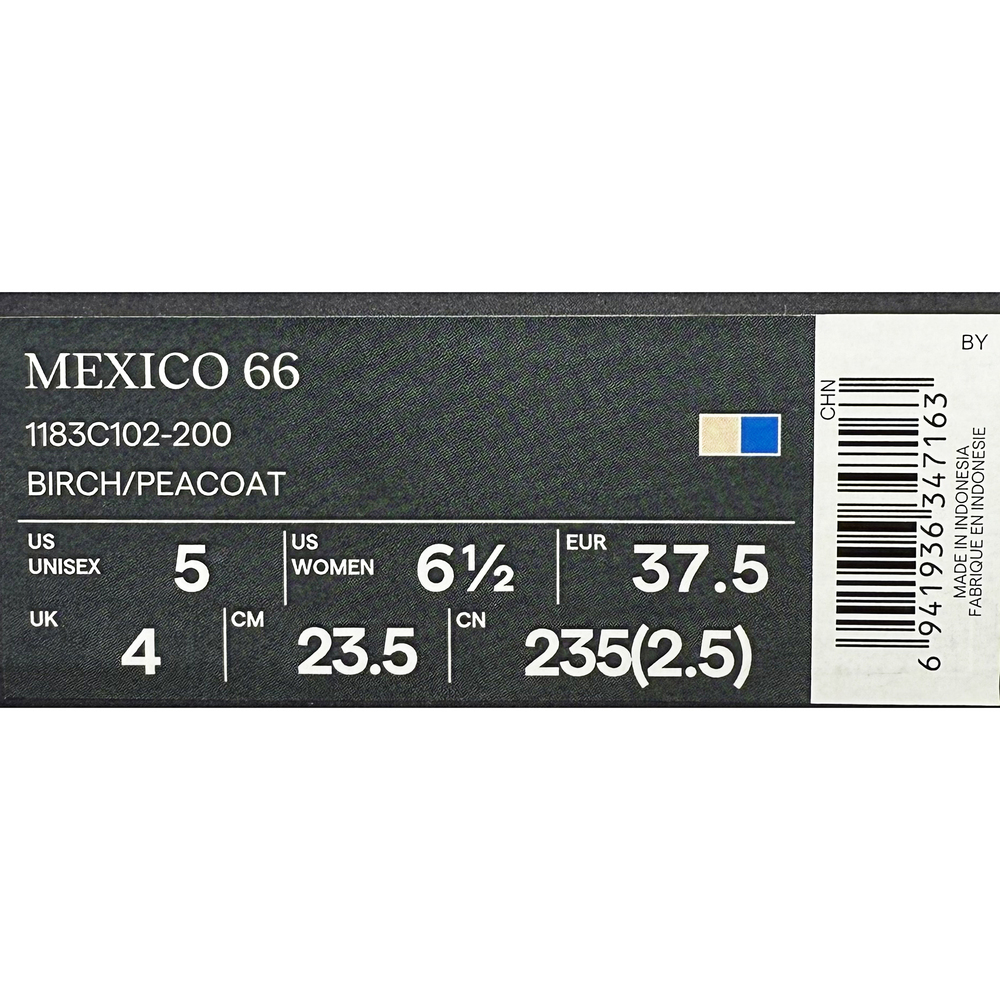 MEXICO 66
1183C102-200
BIRCH/PEACOAT
US
UNISEX
5
US
WOMEN
6½
EUR
37.5
UK
4
CM
23.5
CN
235(2.5)
BY
CHN
6 941936 347163
MADE IN INDONESIA
FABRIQUE EN INDONESIE